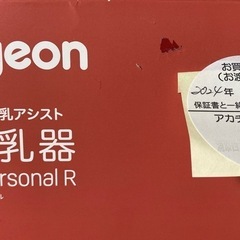 geon
乳アシスト
乳器
rsonal R
お買
(お渡
2024年
保証書と一緒
アカチ